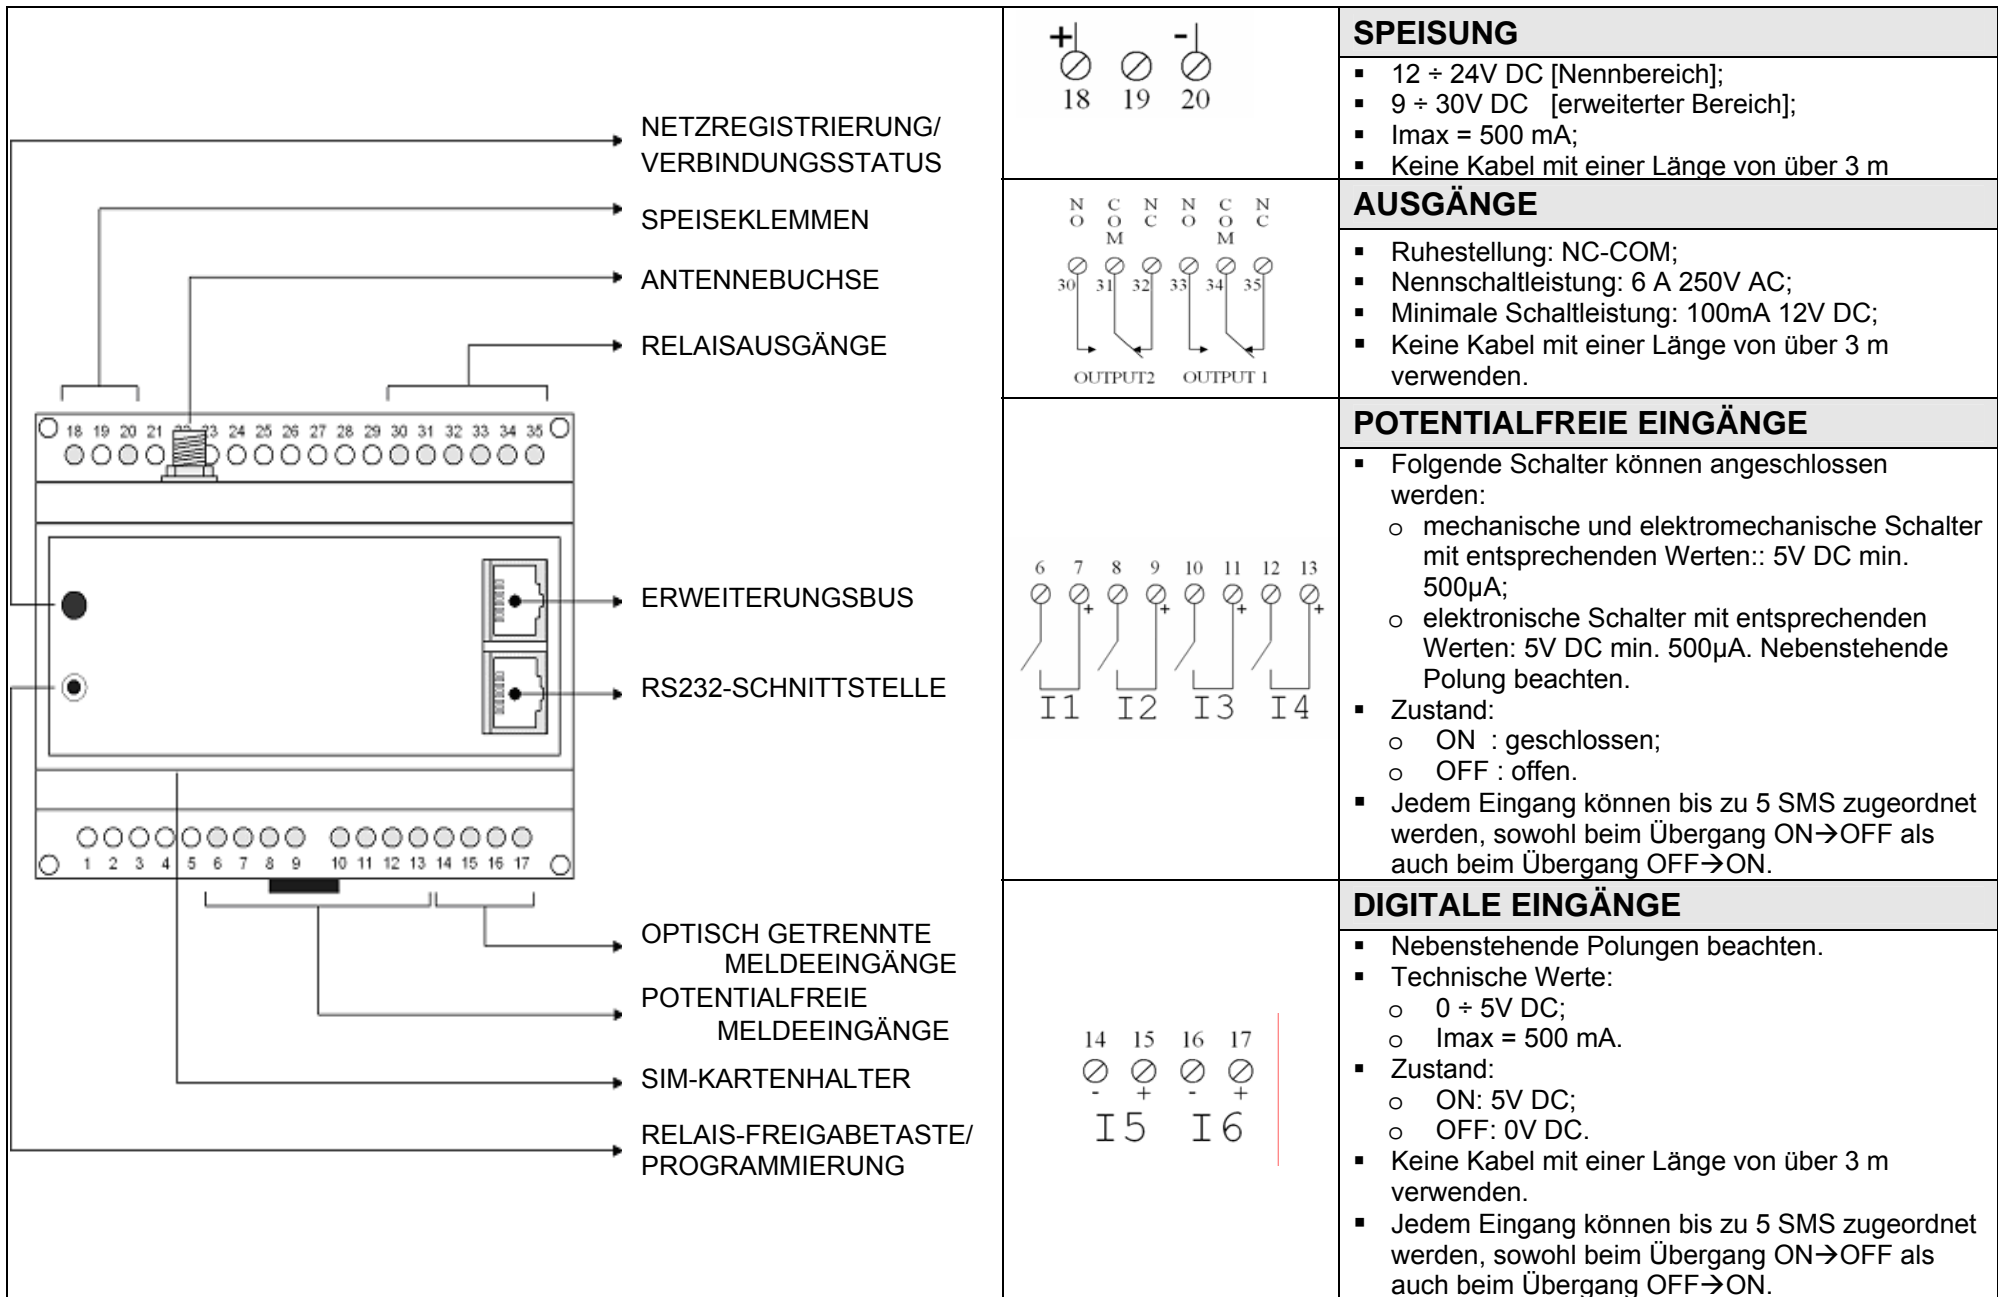 NETZREGISTRIERUNG/
VERBINDUNGSSTATUS
SPEISEKLEMMEN
ANTENNEBUCHSE
RELAISAUSGÄNGE
18 19 20 21 23 24 25 26 27 28 29 30 31 32 33 34 35
ERWEITERUNGSBUS
RS232-SCHNITTSTELLE
1 2 3 4 5 6 7 8 9 10 11 12 13 14 15 16 17
OPTISCH GETRENNTE
MELDEEINGÄNGE
POTENTIALFREIE
MELDEEINGÄNGE
SIM-KARTENHALTER
RELAIS-FREIGABETASTE/
PROGRAMMIERUNG
+ -
18 19 20
SPEISUNG
▪ 12 ÷ 24V DC [Nennbereich];
▪ 9 ÷ 30V DC [erweiterter Bereich];
▪ Imax = 500 mA;
▪ Keine Kabel mit einer Länge von über 3 m
NO COM NC NO COM NC
30 31 32 33 34 35
OUTPUT2 OUTPUT 1
AUSGÄNGE
▪ Ruhestellung: NC-COM;
▪ Nennschaltleistung: 6 A 250V AC;
▪ Minimale Schaltleistung: 100mA 12V DC;
▪ Keine Kabel mit einer Länge von über 3 m
verwenden.
6 7 8 9 10 11 12 13
+ + + +
I1 I2 I3 I4
POTENTIALFREIE EINGÄNGE
▪ Folgende Schalter können angeschlossen
werden:
o mechanische und elektromechanische Schalter
mit entsprechenden Werten:: 5V DC min.
500µA;
o elektronische Schalter mit entsprechenden
Werten: 5V DC min. 500µA. Nebenstehende
Polung beachten.
▪ Zustand:
o ON : geschlossen;
o OFF : offen.
▪ Jedem Eingang können bis zu 5 SMS zugeordnet
werden, sowohl beim Übergang ON→OFF als
auch beim Übergang OFF→ON.
14 15 16 17
- + - +
I5 I6
DIGITALE EINGÄNGE
▪ Nebenstehende Polungen beachten.
▪ Technische Werte:
o 0 ÷ 5V DC;
o Imax = 500 mA.
▪ Zustand:
o ON: 5V DC;
o OFF: 0V DC.
▪ Keine Kabel mit einer Länge von über 3 m
verwenden.
▪ Jedem Eingang können bis zu 5 SMS zugeordnet
werden, sowohl beim Übergang ON→OFF als
auch beim Übergang OFF→ON.